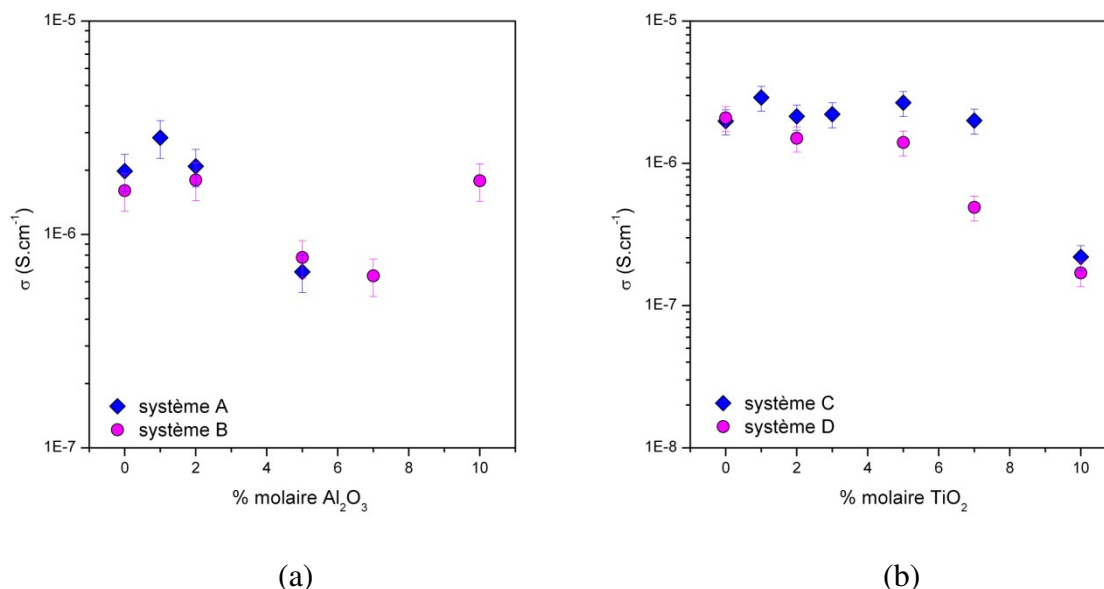 1E-5
1E-6
1E-7
σ (S.cm⁻¹)
système A
système B
0 2 4 6 8 10
% molaire Al₂O₃
(a)
1E-5
1E-6
1E-7
1E-8
σ (S.cm⁻¹)
système C
système D
0 2 4 6 8 10
% molaire TiO₂
(b)